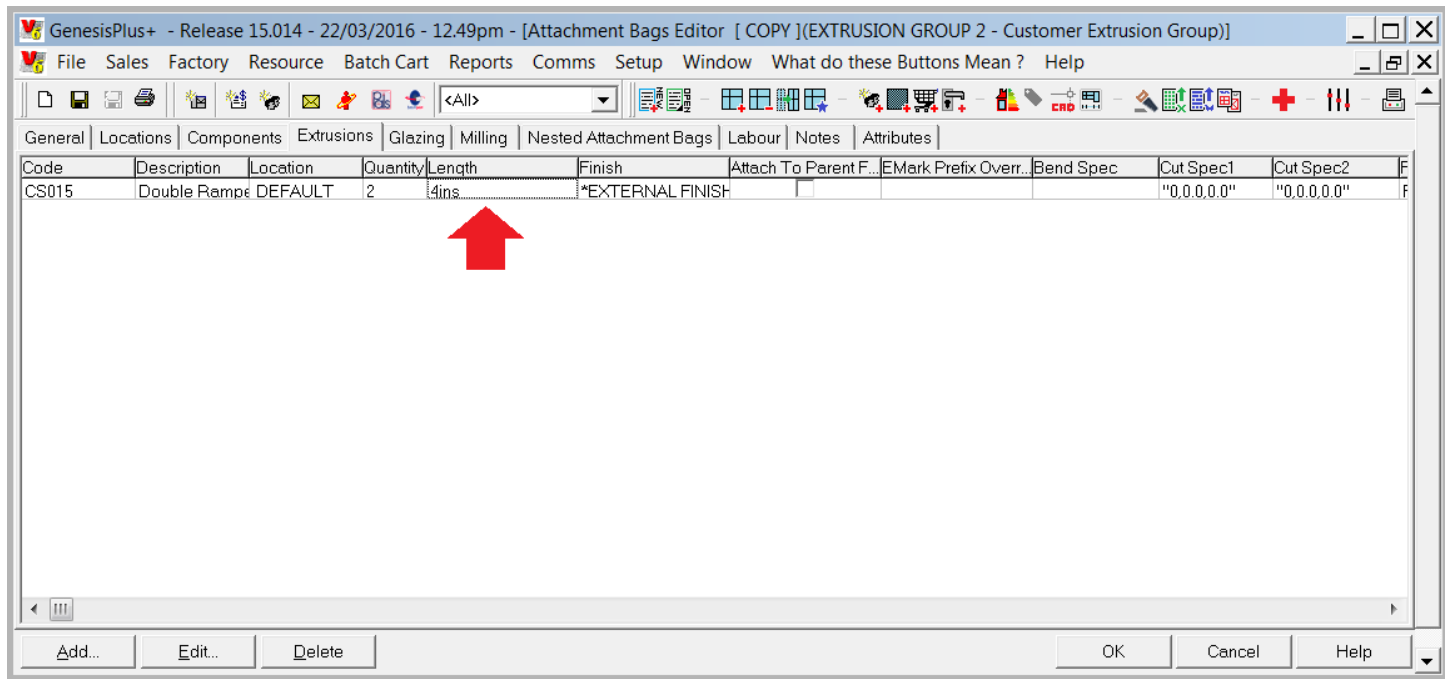 GenesisPlus+ - Release 15.014 - 22/03/2016 - 12.49pm - [Attachment Bags Editor [ COPY ](EXTRUSION GROUP 2 - Customer Extrusion Group)]
File Sales Factory Resource Batch Cart Reports Comms Setup Window What do these Buttons Mean ? Help
<All>
General Locations Components Extrusions Glazing Milling Nested Attachment Bags Labour Notes Attributes
Code Description Location Quantity Length Finish Attach To Parent F... EMark Prefix Overr... Bend Spec Cut Spec1 Cut Spec2 F
CS015 Double Rampe DEFAULT 2 4ins *EXTERNAL FINISH "0,0.0,0.0" "0,0.0,0.0" F
Add... Edit... Delete OK Cancel Help